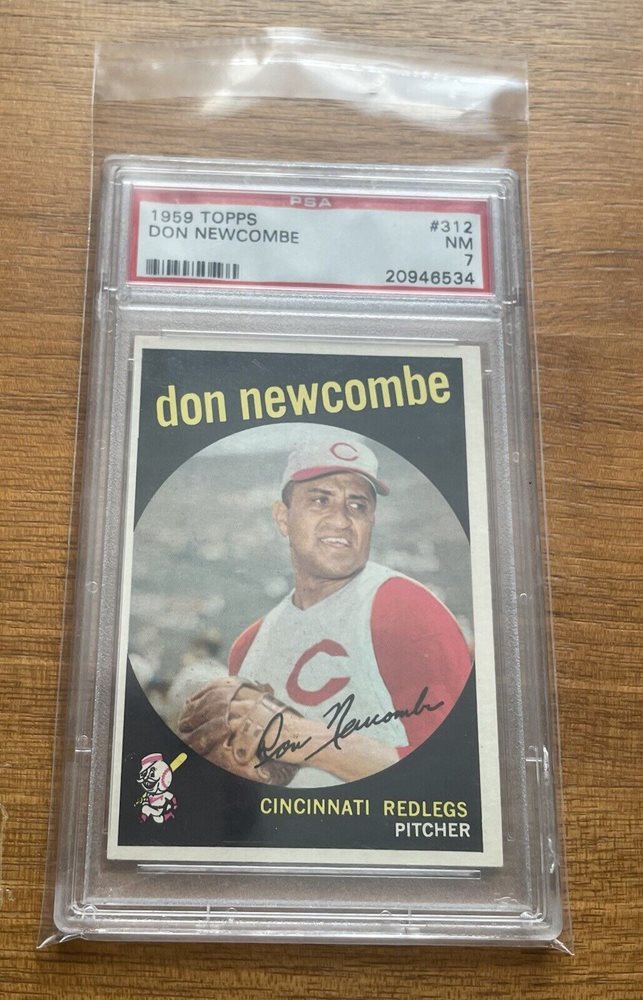 PSA
1959 TOPPS #312
DON NEWCOMBE NM
7
20946534
don newcombe
C
C
Don Newcombe
CINCINNATI REDLEGS
PITCHER